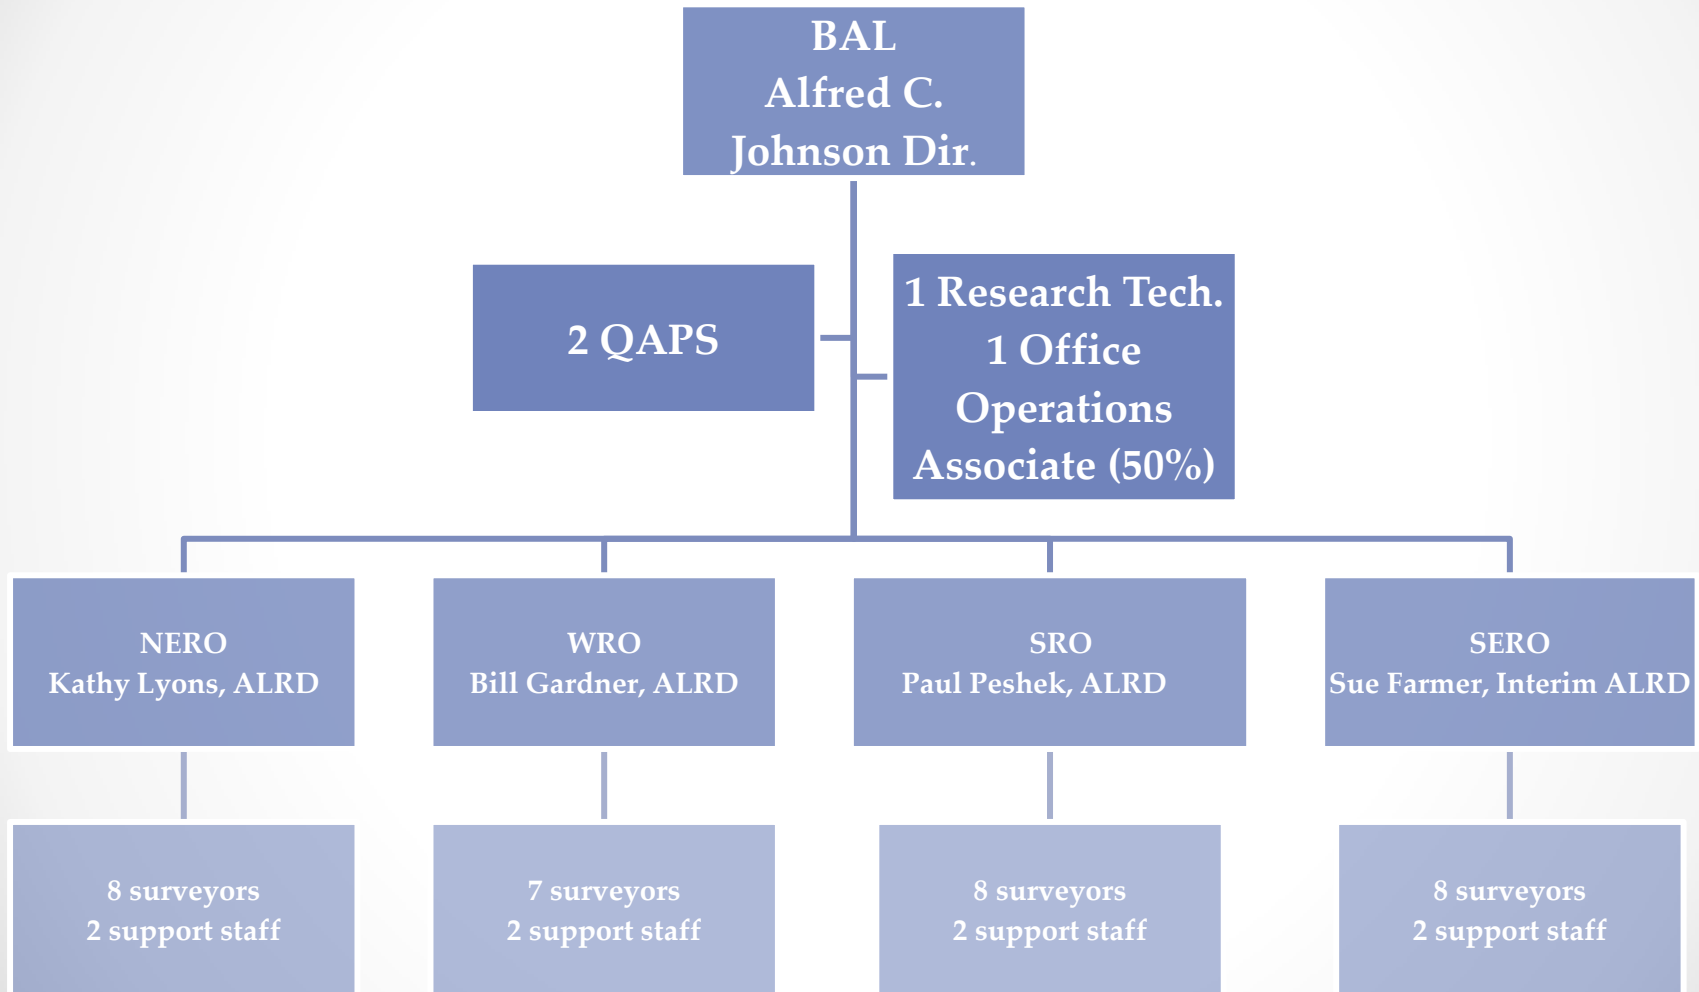 BAL
Alfred C.
Johnson Dir.
2 QAPS
1 Research Tech.
1 Office
Operations
Associate (50%)
NERO
Kathy Lyons, ALRD
WRO
Bill Gardner, ALRD
SRO
Paul Peshek, ALRD
SERO
Sue Farmer, Interim ALRD
8 surveyors
2 support staff
7 surveyors
2 support staff
8 surveyors
2 support staff
8 surveyors
2 support staff